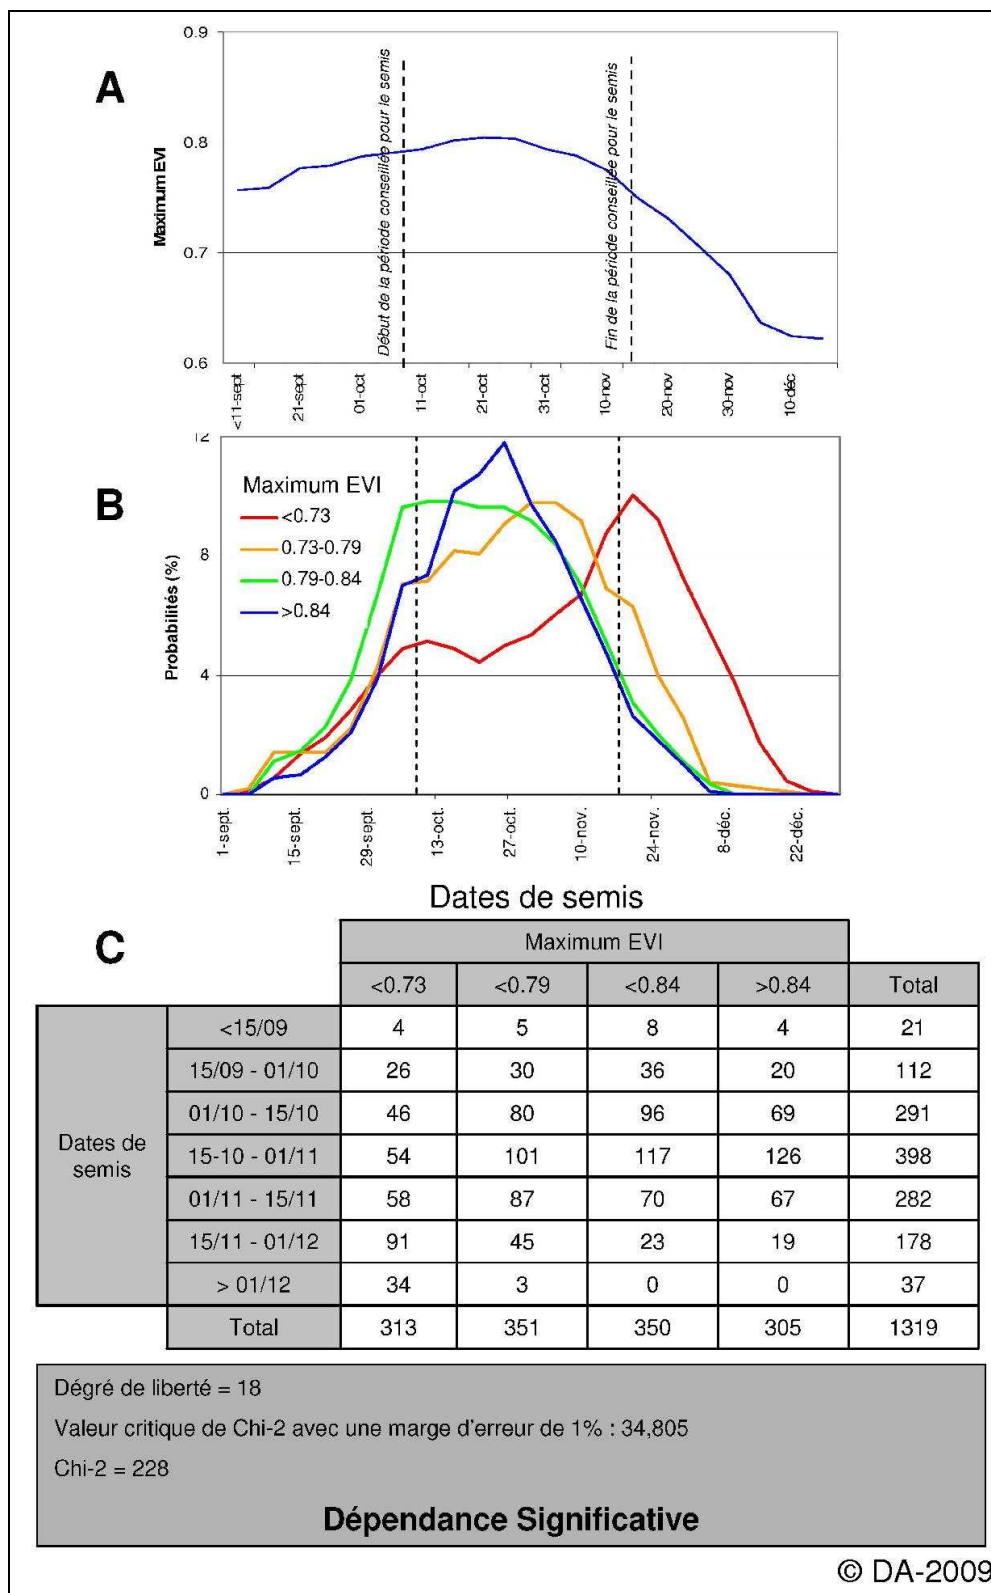 A
Maximum EVI
0.9
0.8
0.7
0.6
Début de la période conseillée pour le semis
Fin de la période conseillée pour le semis
<11-sept
21-sept
01-oct
11-oct
21-oct
31-oct
10-nov
20-nov
30-nov
10-déc
B
Probabilités (%)
12
8
4
0
Maximum EVI
<0.73
0.73-0.79
0.79-0.84
>0.84
1-sept.
15-sept.
29-sept.
13-oct.
27-oct.
10-nov.
24-nov.
8-déc.
22-déc.
Dates de semis
C
Maximum EVI
<0.73 <0.79 <0.84 >0.84 Total
Dates de semis
<15/09 4 5 8 4 21
15/09 - 01/10 26 30 36 20 112
01/10 - 15/10 46 80 96 69 291
15-10 - 01/11 54 101 117 126 398
01/11 - 15/11 58 87 70 67 282
15/11 - 01/12 91 45 23 19 178
> 01/12 34 3 0 0 37
Total 313 351 350 305 1319
Dégré de liberté = 18
Valeur critique de Chi-2 avec une marge d'erreur de 1% : 34,805
Chi-2 = 228
Dépendance Significative
© DA-2009